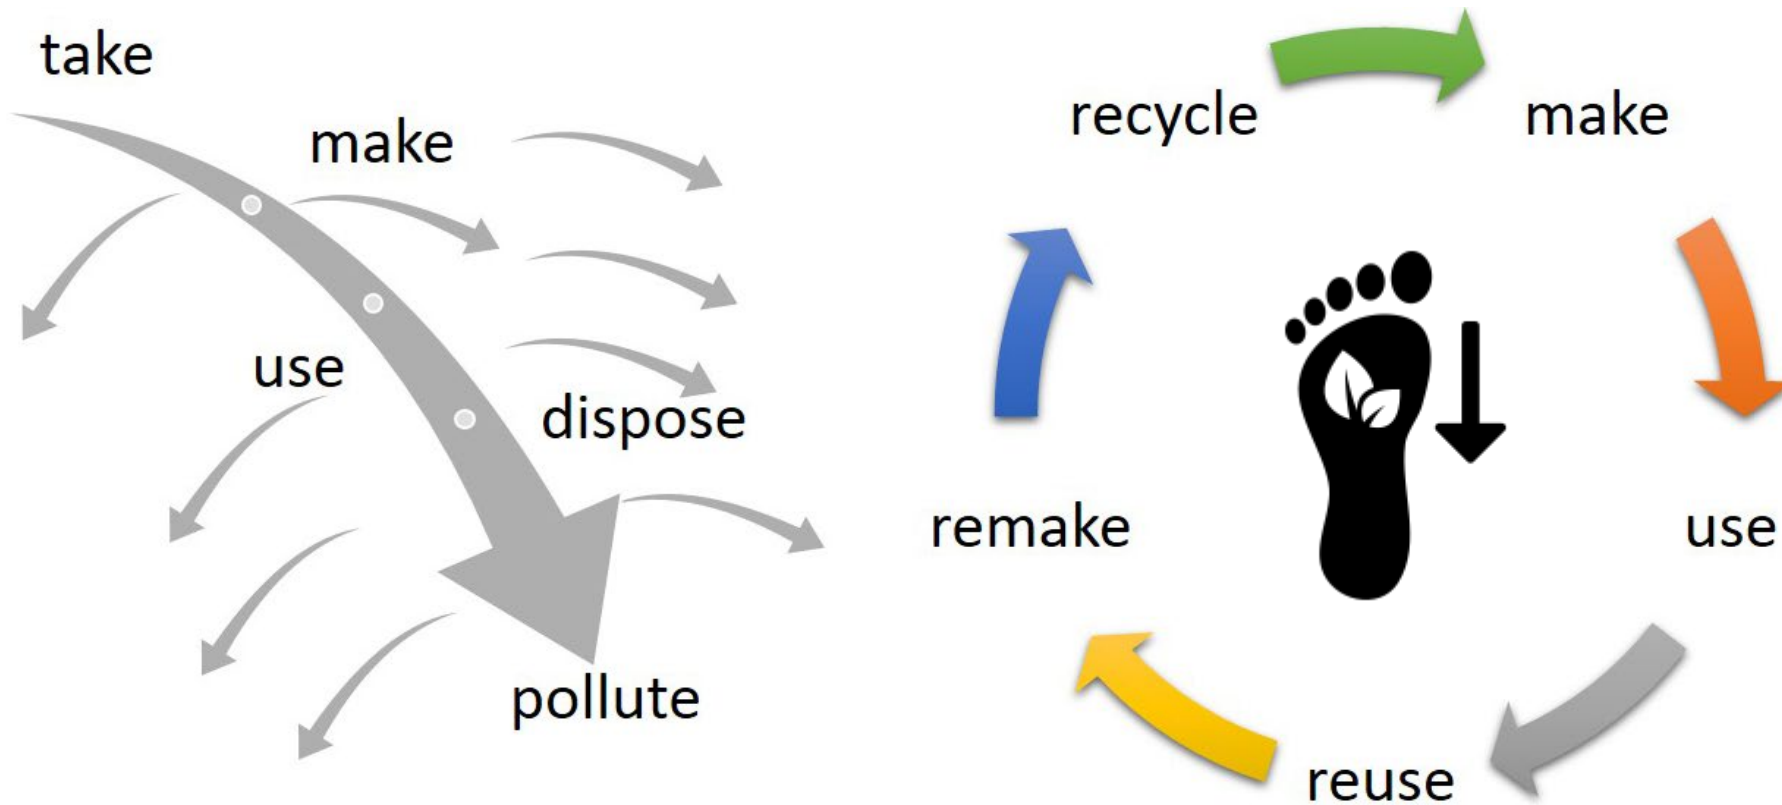 take
make
use
dispose
pollute
recycle
make
use
reuse
remake